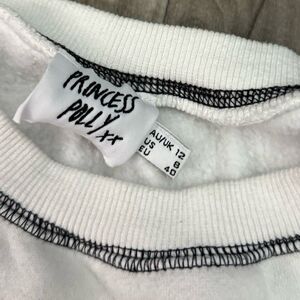 PRINCESS
POLLY
xx
AU/UK 12
US 8
EU 40